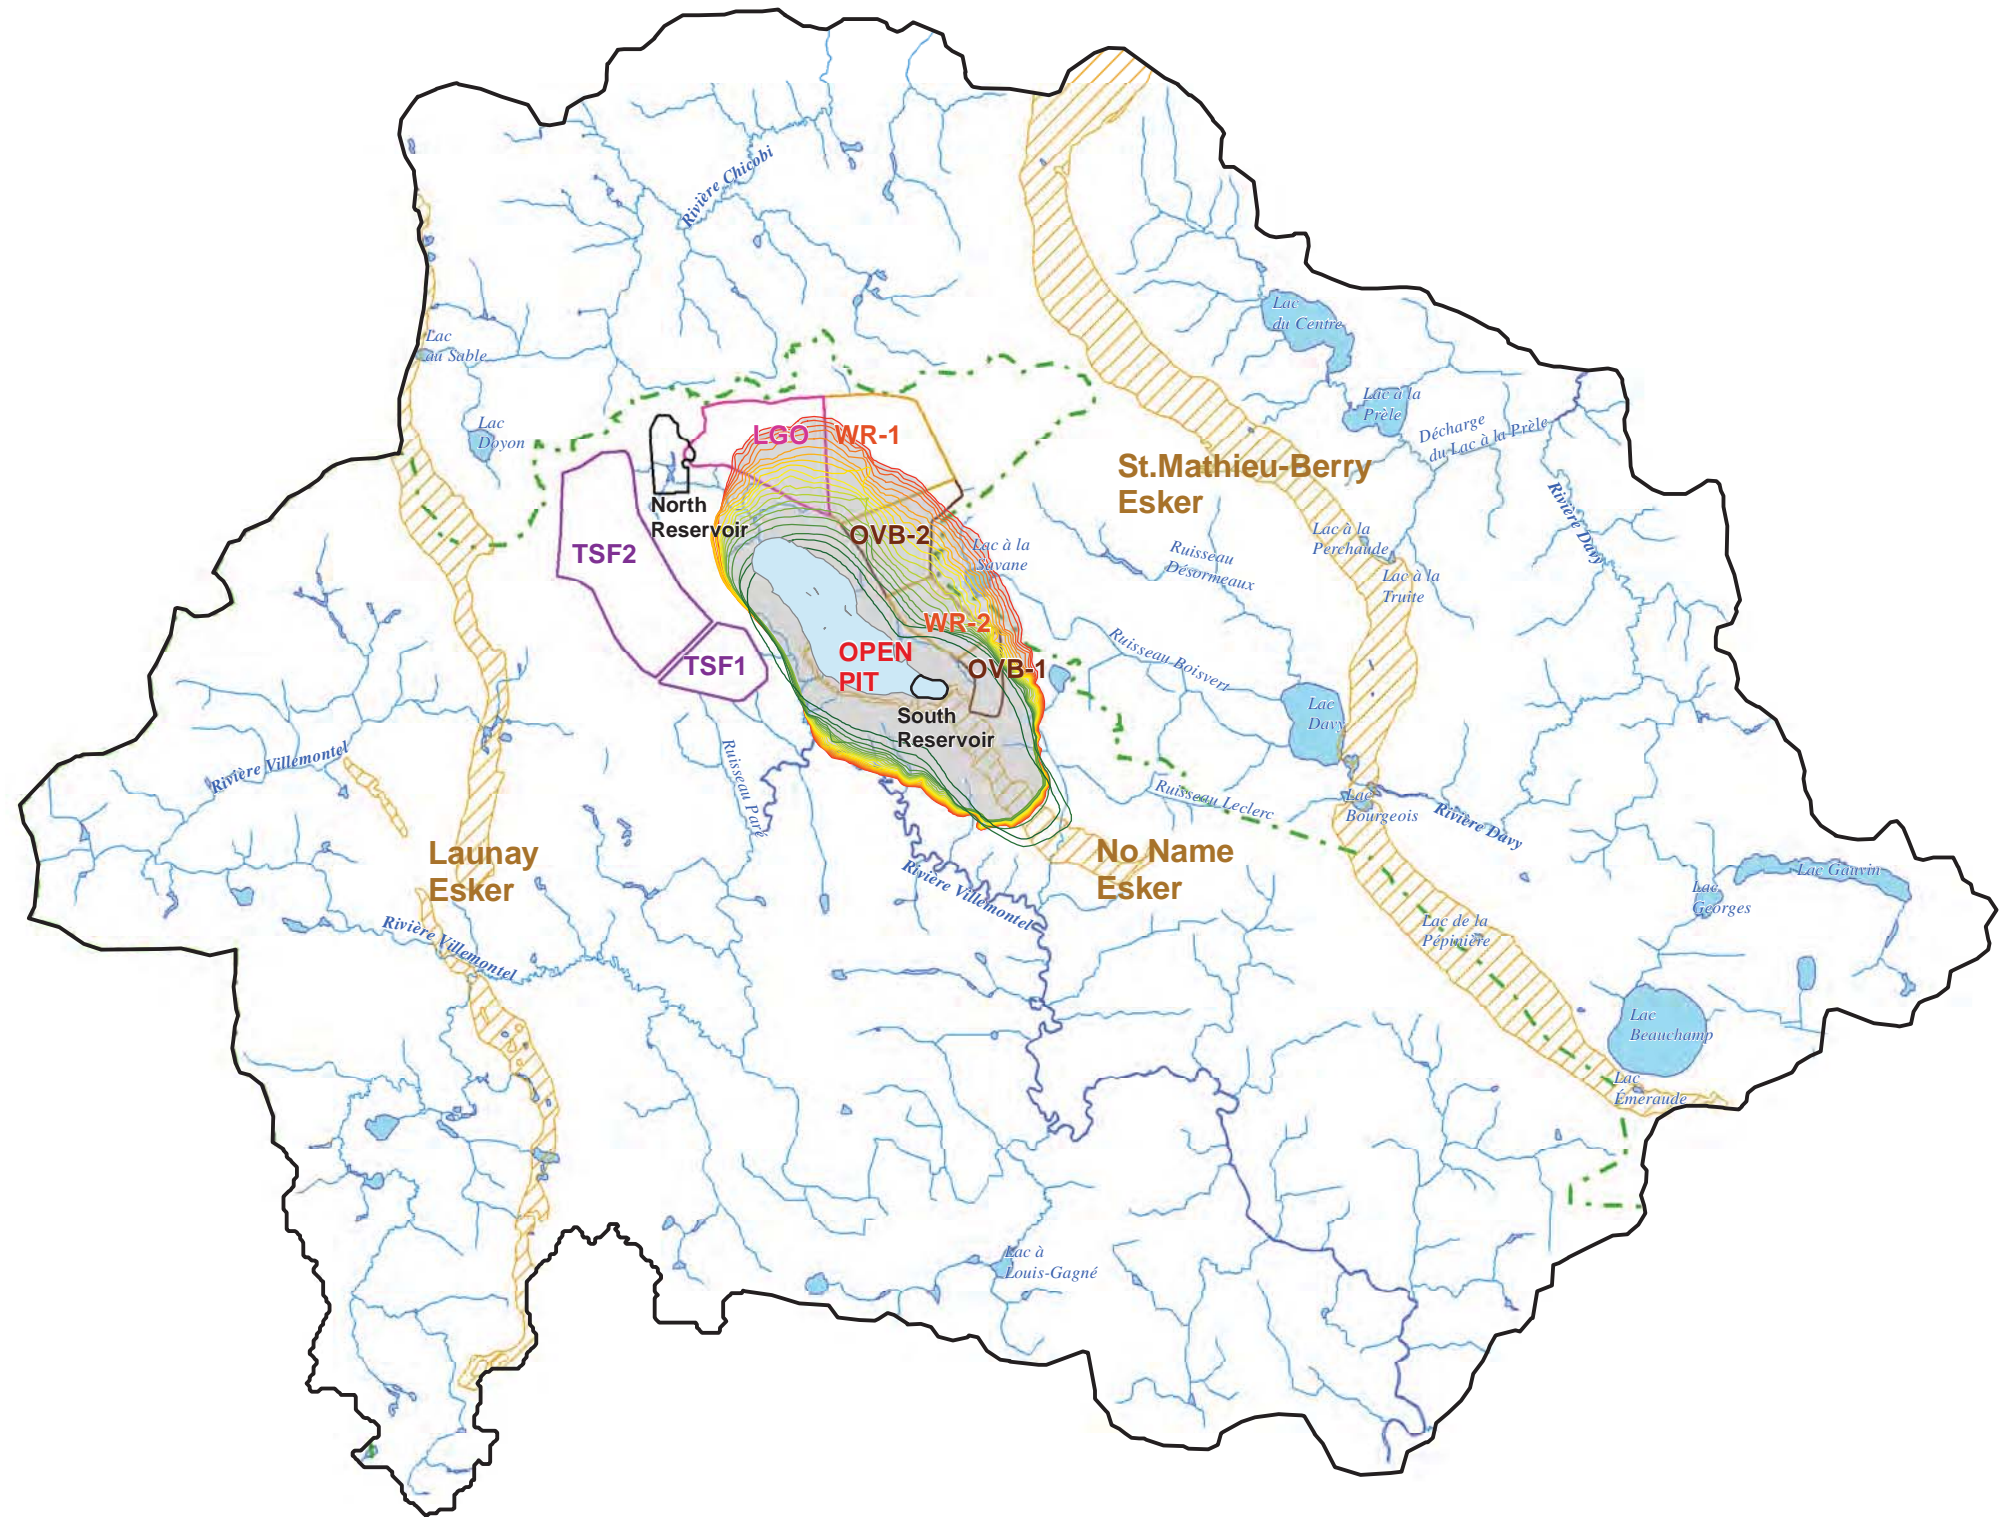 Rivière Chicobi
Lac
du Centre
Lac
au Sable
Lac à la
Prèle
Décharge
du Lac à la Prèle
Lac
Doyon
LGO
WR-1
St.Mathieu-Berry
Esker
Rivière Davy
North
Reservoir
OVB-2
TSF2
Lac à la
Savane
Lac à la
Perchaude
Ruisseau
Désormeaux
Lac à la
Truite
WR-2
Ruisseau Boisvert
OPEN
PIT
TSF1
OVB-1
Lac
Davy
South
Reservoir
Rivière Villemontel
Ruisseau Paré
Ruisseau Leclerc
Lac
Bourgeois
Rivière Davy
Launay
Esker
No Name
Esker
Rivière Villemontel
Lac Gauvin
Lac
Georges
Rivière Villemontel
Lac de la
Pépinière
Lac
Beauchamp
Lac
Émeraude
Lac à
Louis-Gagné